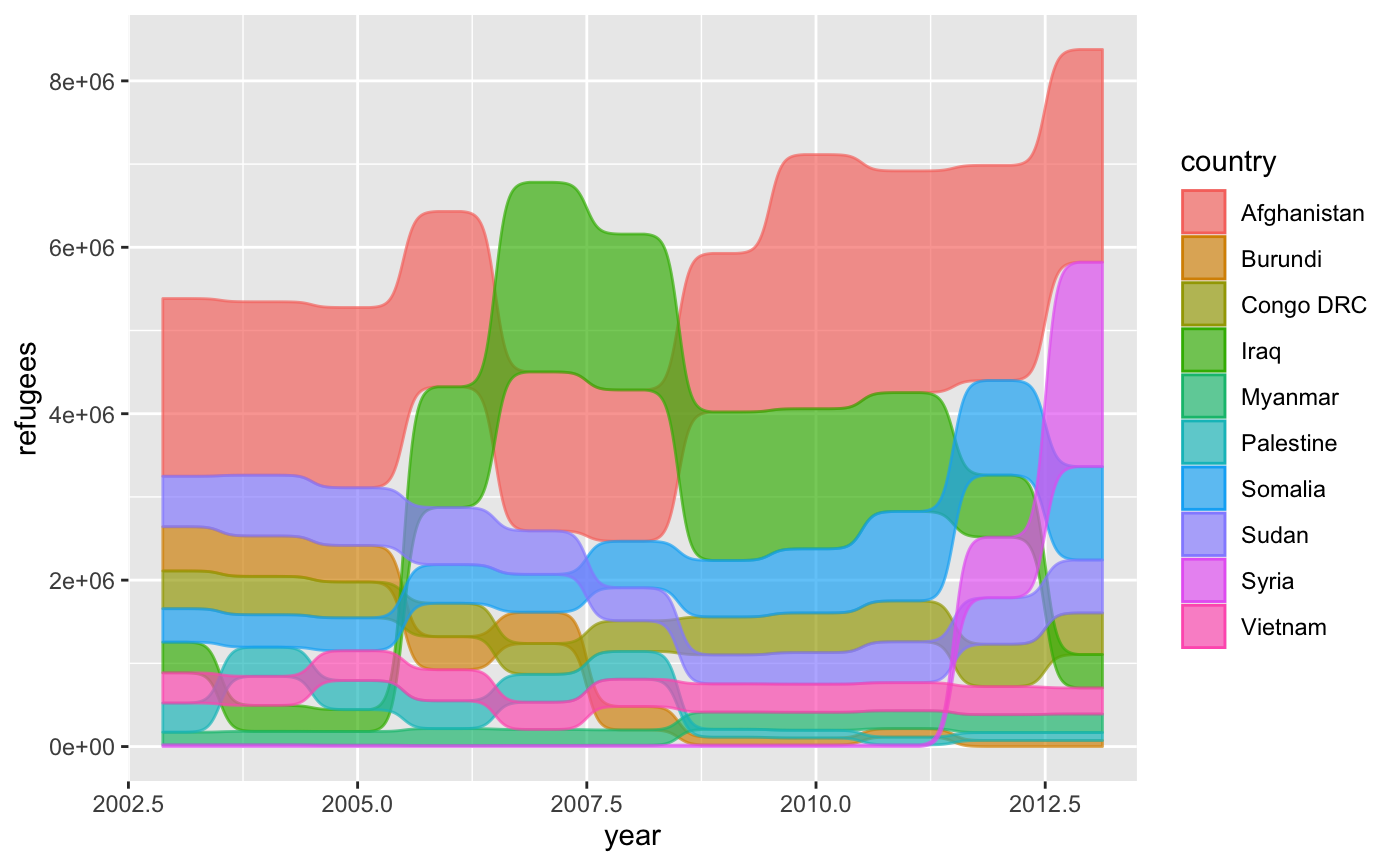 8e+06
6e+06
4e+06
2e+06
0e+00
refugees
2002.5 2005.0 2007.5 2010.0 2012.5
year
country
Afghanistan
Burundi
Congo DRC
Iraq
Myanmar
Palestine
Somalia
Sudan
Syria
Vietnam